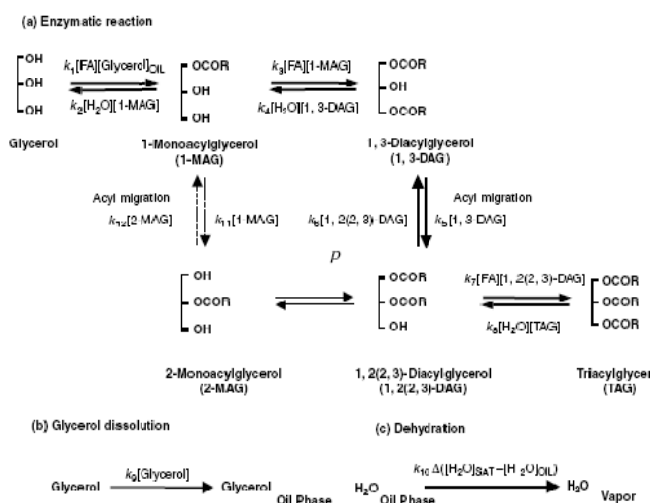 (a) Enzymatic reaction
OH
OH
OH
Glycerol
k1[FA][Glycerol]OIL
k2[H2O][1-MAG]
OCOR
OH
OH
1-Monoacylglycerol
(1-MAG)
k3[FA][1-MAG]
k4[H2O][1, 3-DAG]
OCOR
OH
OCOR
1, 3-Diacylglycerol
(1, 3-DAG)
Acyl migration
k12[2-MAG]
k11[1-MAG]
k6[1, 2(2, 3)-DAG]
Acyl migration
k5[1, 3-DAG]
p
OH
OCOR
OH
2-Monoacylglycerol
(2-MAG)
OCOR
OCOR
OH
1, 2(2, 3)-Diacylglycerol
(1, 2(2, 3)-DAG)
k7[FA][1, 2(2, 3)-DAG]
k8[H2O][TAG]
OCOR
OCOR
OCOR
Triacylglycer
(TAG)
(b) Glycerol dissolution
Glycerol
k9[Glycerol]
Glycerol
Oil Phase
(c) Dehydration
H2O
Oil Phase
k10 Δ([H2O]SAT–[H2O]OIL)
H2O
Vapor